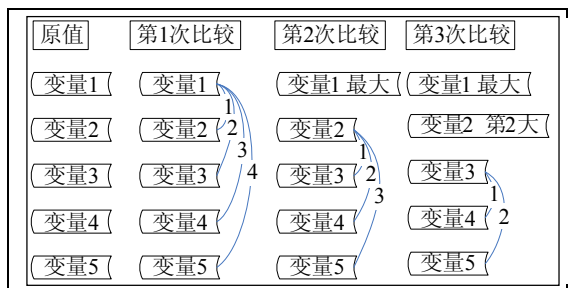 原值 第1次比较 第2次比较 第3次比较
变量1 变量1 变量1 最大 变量1 最大
1
变量2 变量2 2 变量2 变量2 第2大
3 1
变量3 变量3 4 变量3 2 变量3
3 1
变量4 变量4 变量4 变量4 2
变量5 变量5 变量5 变量5